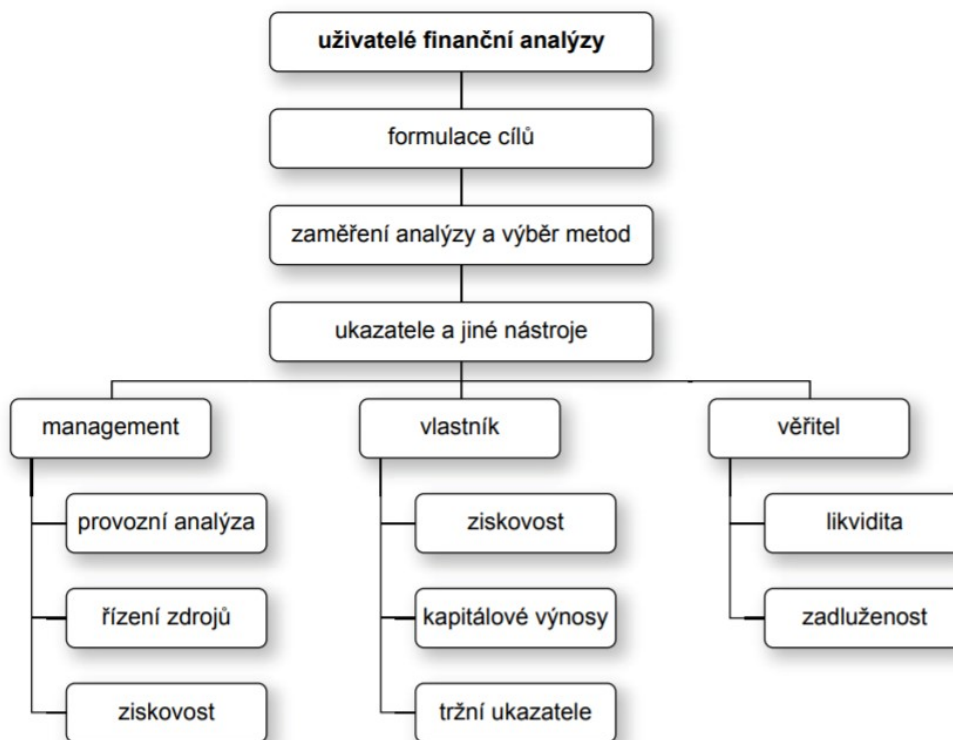 uživatelé finanční analýzy
formulace cílů
zaměření analýzy a výběr metod
ukazatele a jiné nástroje
management
vlastník
věřitel
provozní analýza
ziskovost
likvidita
řízení zdrojů
kapitálové výnosy
zadluženost
ziskovost
tržní ukazatele